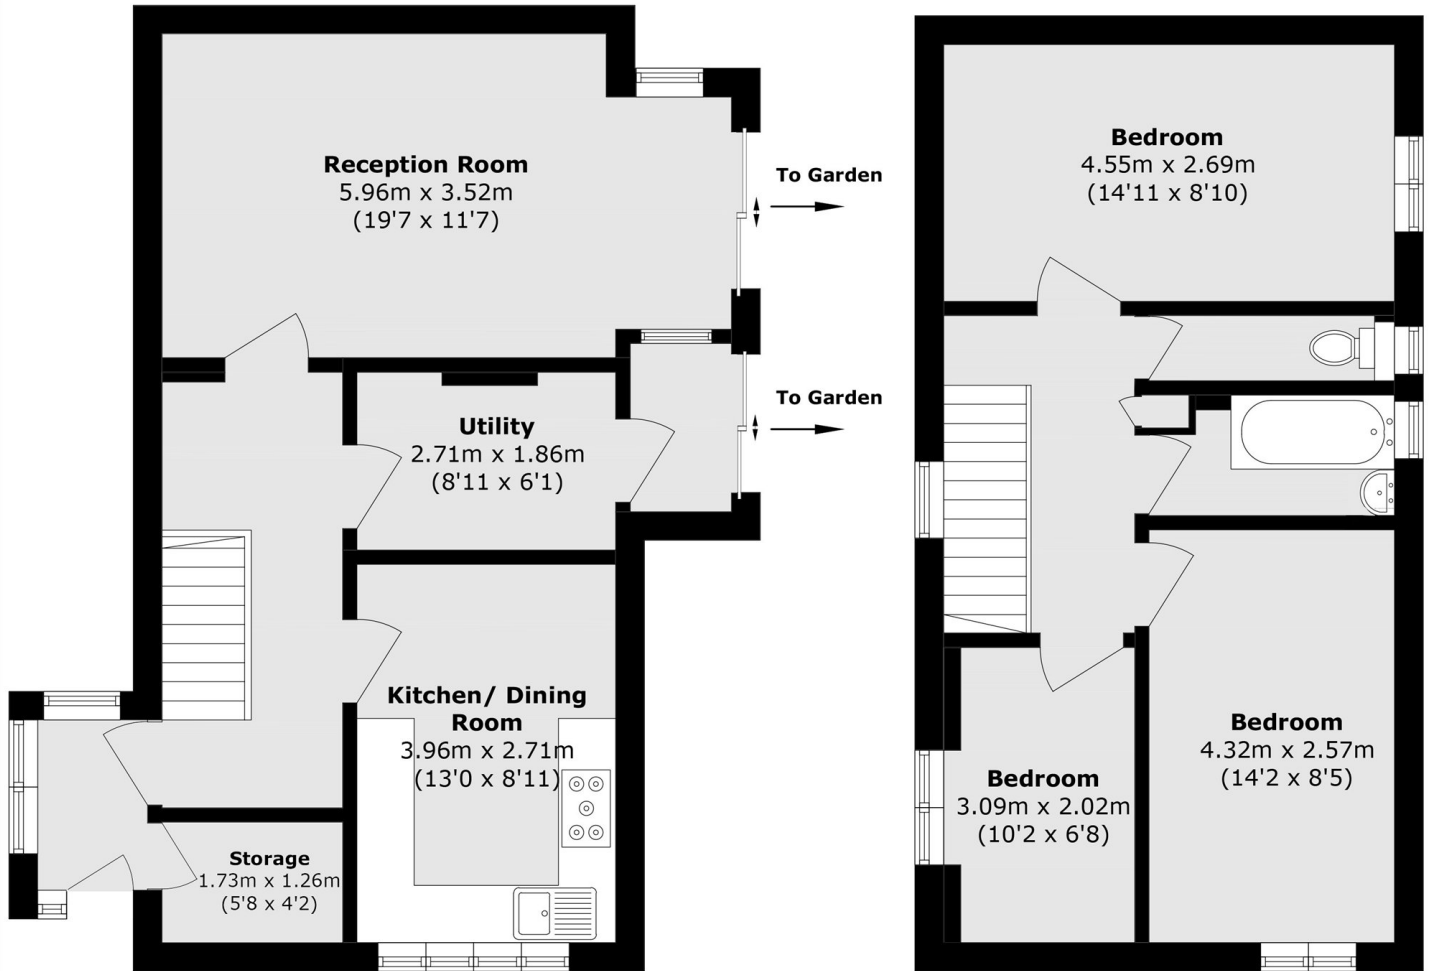 Reception Room
5.96m x 3.52m
(19'7 x 11'7)
To Garden
Utility
2.71m x 1.86m
(8'11 x 6'1)
To Garden
Kitchen/ Dining
Room
3.96m x 2.71m
(13'0 x 8'11)
Storage
1.73m x 1.26m
(5'8 x 4'2)
Bedroom
4.55m x 2.69m
(14'11 x 8'10)
Bedroom
3.09m x 2.02m
(10'2 x 6'8)
Bedroom
4.32m x 2.57m
(14'2 x 8'5)